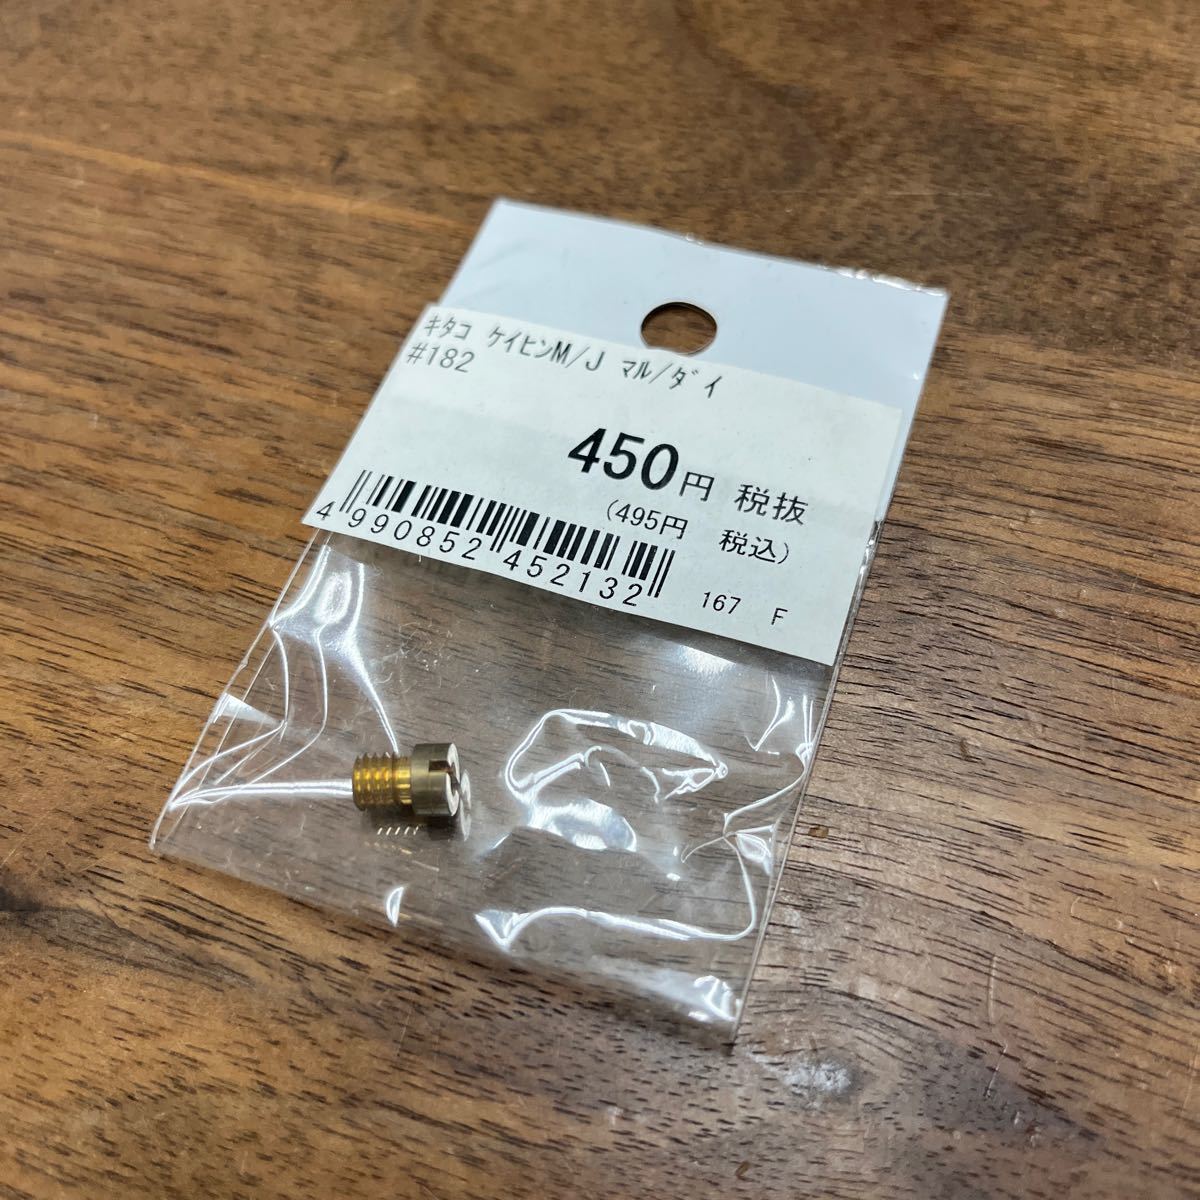 ｷﾀｺ ｹｲﾋﾝM/J ﾏﾙ/ﾀﾞｲ
#182
450円 税抜
(495円 税込)
4 990852 452132
167 F